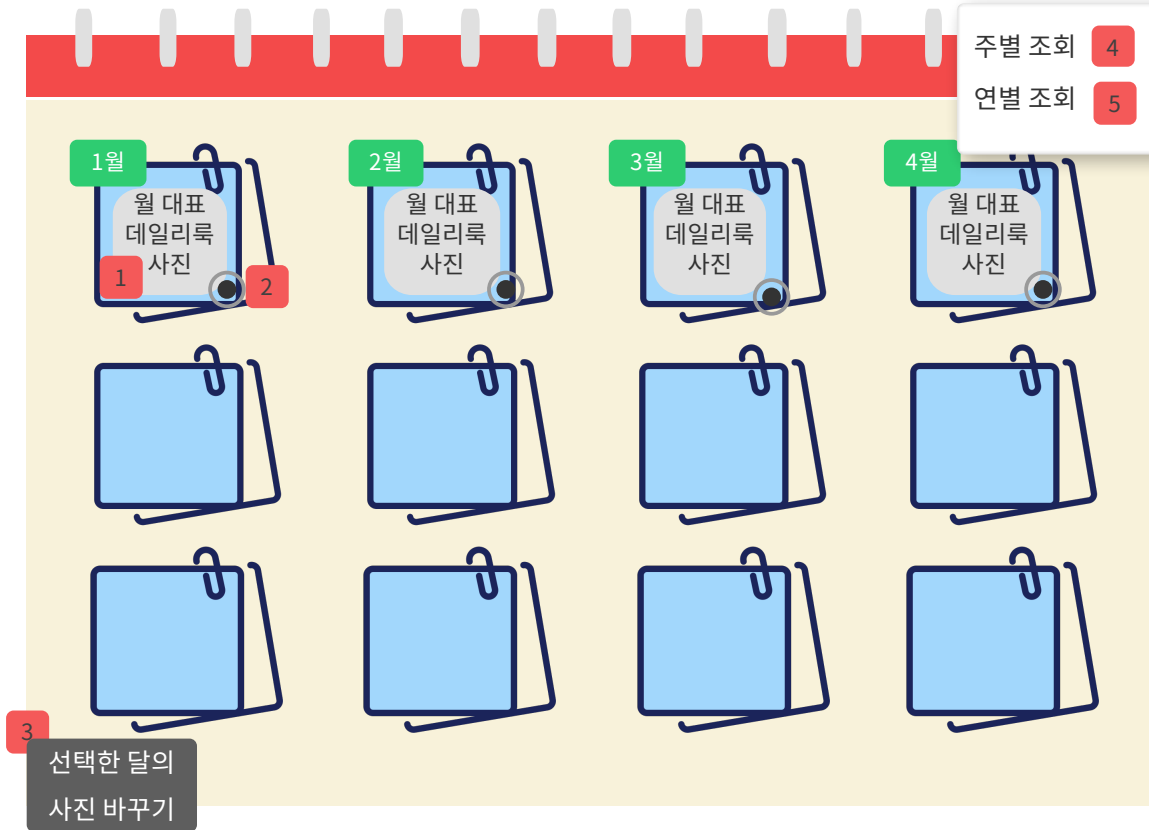 주별 조회 4
연별 조회 5
1월
2월
3월
4월
월 대표
데일리룩
사진
1
2
월 대표
데일리룩
사진
월 대표
데일리룩
사진
월 대표
데일리룩
사진
3
선택한 달의
사진 바꾸기